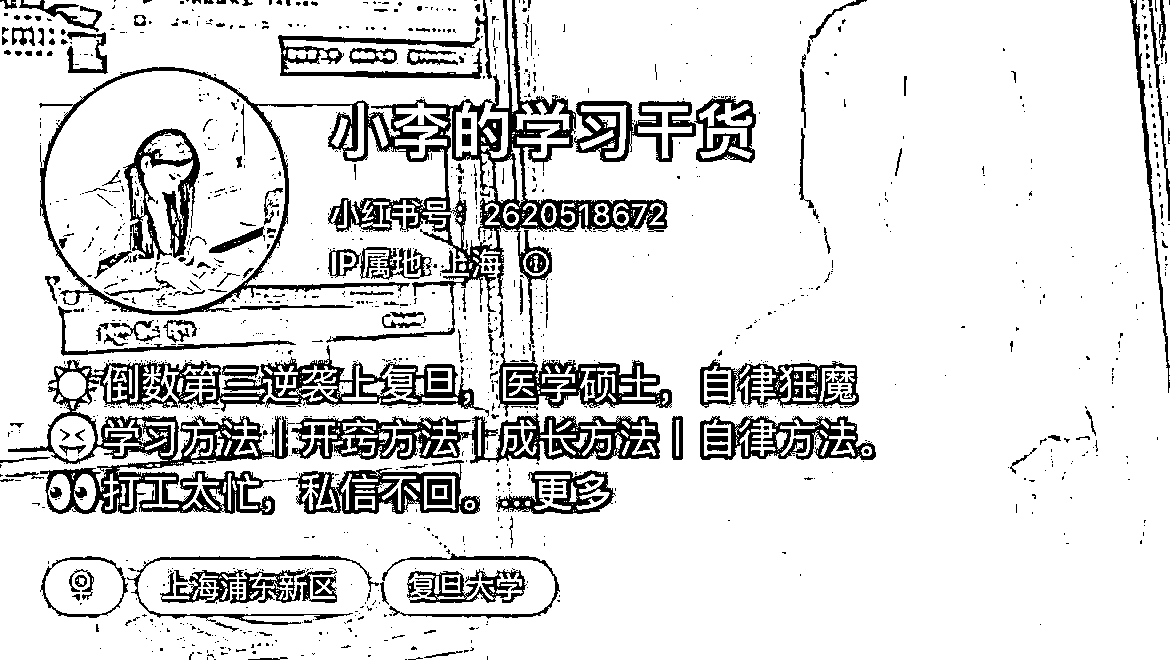 小李的学习干货
小红书号：2620518672
IP属地：上海
倒数第三逆袭上复旦，医学硕士，自律狂魔
学习方法｜开窍方法｜成长方法｜自律方法。
打工太忙，私信不回。...更多
上海浦东新区
复旦大学